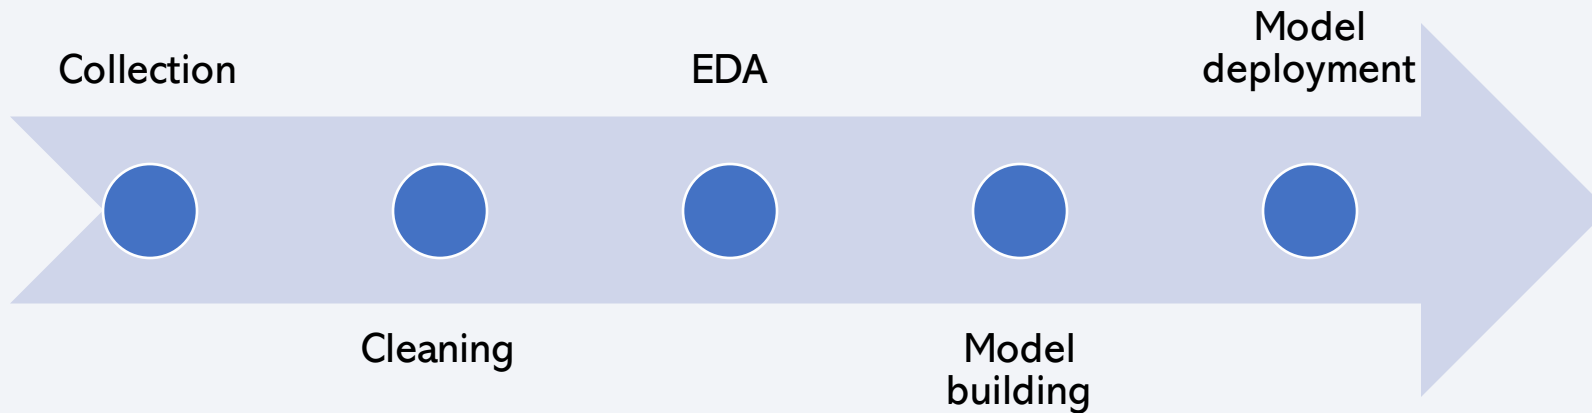 Collection
Cleaning
EDA
Model
building
Model
deployment